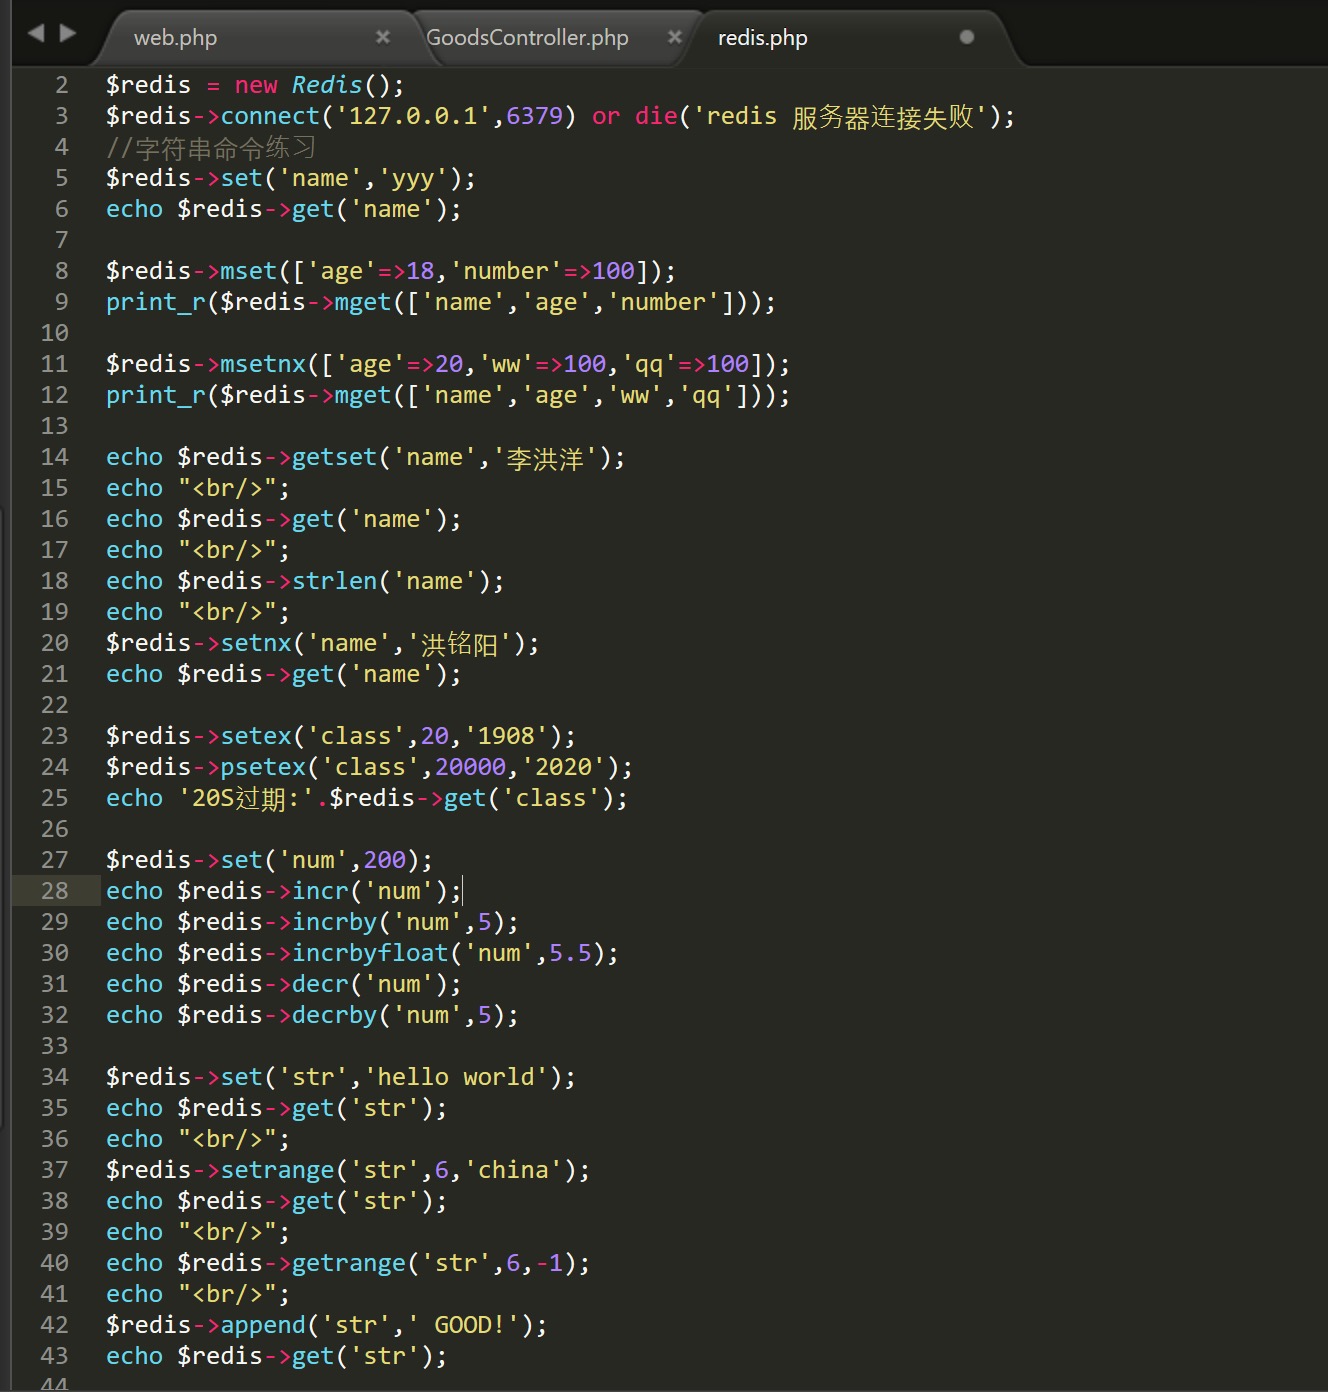 web.php GoodsController.php redis.php
2 $redis = new Redis();
3 $redis->connect('127.0.0.1',6379) or die('redis 服务器连接失败');
4 //字符串命令练习
5 $redis->set('name','yyy');
6 echo $redis->get('name');
7
8 $redis->mset(['age'=>18,'number'=>100]);
9 print_r($redis->mget(['name','age','number']));
10
11 $redis->msetnx(['age'=>20,'ww'=>100,'qq'=>100]);
12 print_r($redis->mget(['name','age','ww','qq']));
13
14 echo $redis->getset('name','李洪洋');
15 echo "<br/>";
16 echo $redis->get('name');
17 echo "<br/>";
18 echo $redis->strlen('name');
19 echo "<br/>";
20 $redis->setnx('name','洪铭阳');
21 echo $redis->get('name');
22
23 $redis->setex('class',20,'1908');
24 $redis->psetex('class',20000,'2020');
25 echo '20S过期:'.$redis->get('class');
26
27 $redis->set('num',200);
28 echo $redis->incr('num');
29 echo $redis->incrby('num',5);
30 echo $redis->incrbyfloat('num',5.5);
31 echo $redis->decr('num');
32 echo $redis->decrby('num',5);
33
34 $redis->set('str','hello world');
35 echo $redis->get('str');
36 echo "<br/>";
37 $redis->setrange('str',6,'china');
38 echo $redis->get('str');
39 echo "<br/>";
40 echo $redis->getrange('str',6,-1);
41 echo "<br/>";
42 $redis->append('str',' GOOD!');
43 echo $redis->get('str');
44